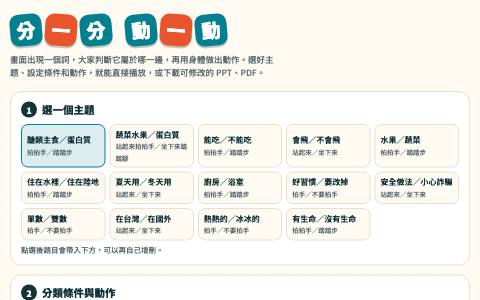 分一分 動一動
畫面出現一個詞，大家判斷它屬於哪一邊，再用身體做出動作。選好主
題、設定條件和動作，就能直接播放，或下載可修改的 PPT、PDF。
1 選一個主題
醣類主食／蛋白質
拍拍手／踏踏步
蔬菜水果／蛋白質
站起來拍拍手／坐下來踏
踏腳
能吃／不能吃
拍拍手／踏踏步
會飛／不會飛
站起來／坐下來
水果／蔬菜
拍拍手／踏踏步
住在水裡／住在陸地
拍拍手／踏踏步
夏天用／冬天用
站起來／坐下來
廚房／浴室
拍拍手／踏踏步
好習慣／要改掉
拍手／不要拍手
安全做法／小心詐騙
拍手／不要拍手
單數／雙數
拍手／不要拍手
在台灣／在國外
站起來／坐下來
熱熱的／冰冰的
拍手／不要拍手
有生命／沒有生命
拍拍手／踏踏步
點選後題目會帶入下方，可以再自己增刪。
2 分類條件與動作